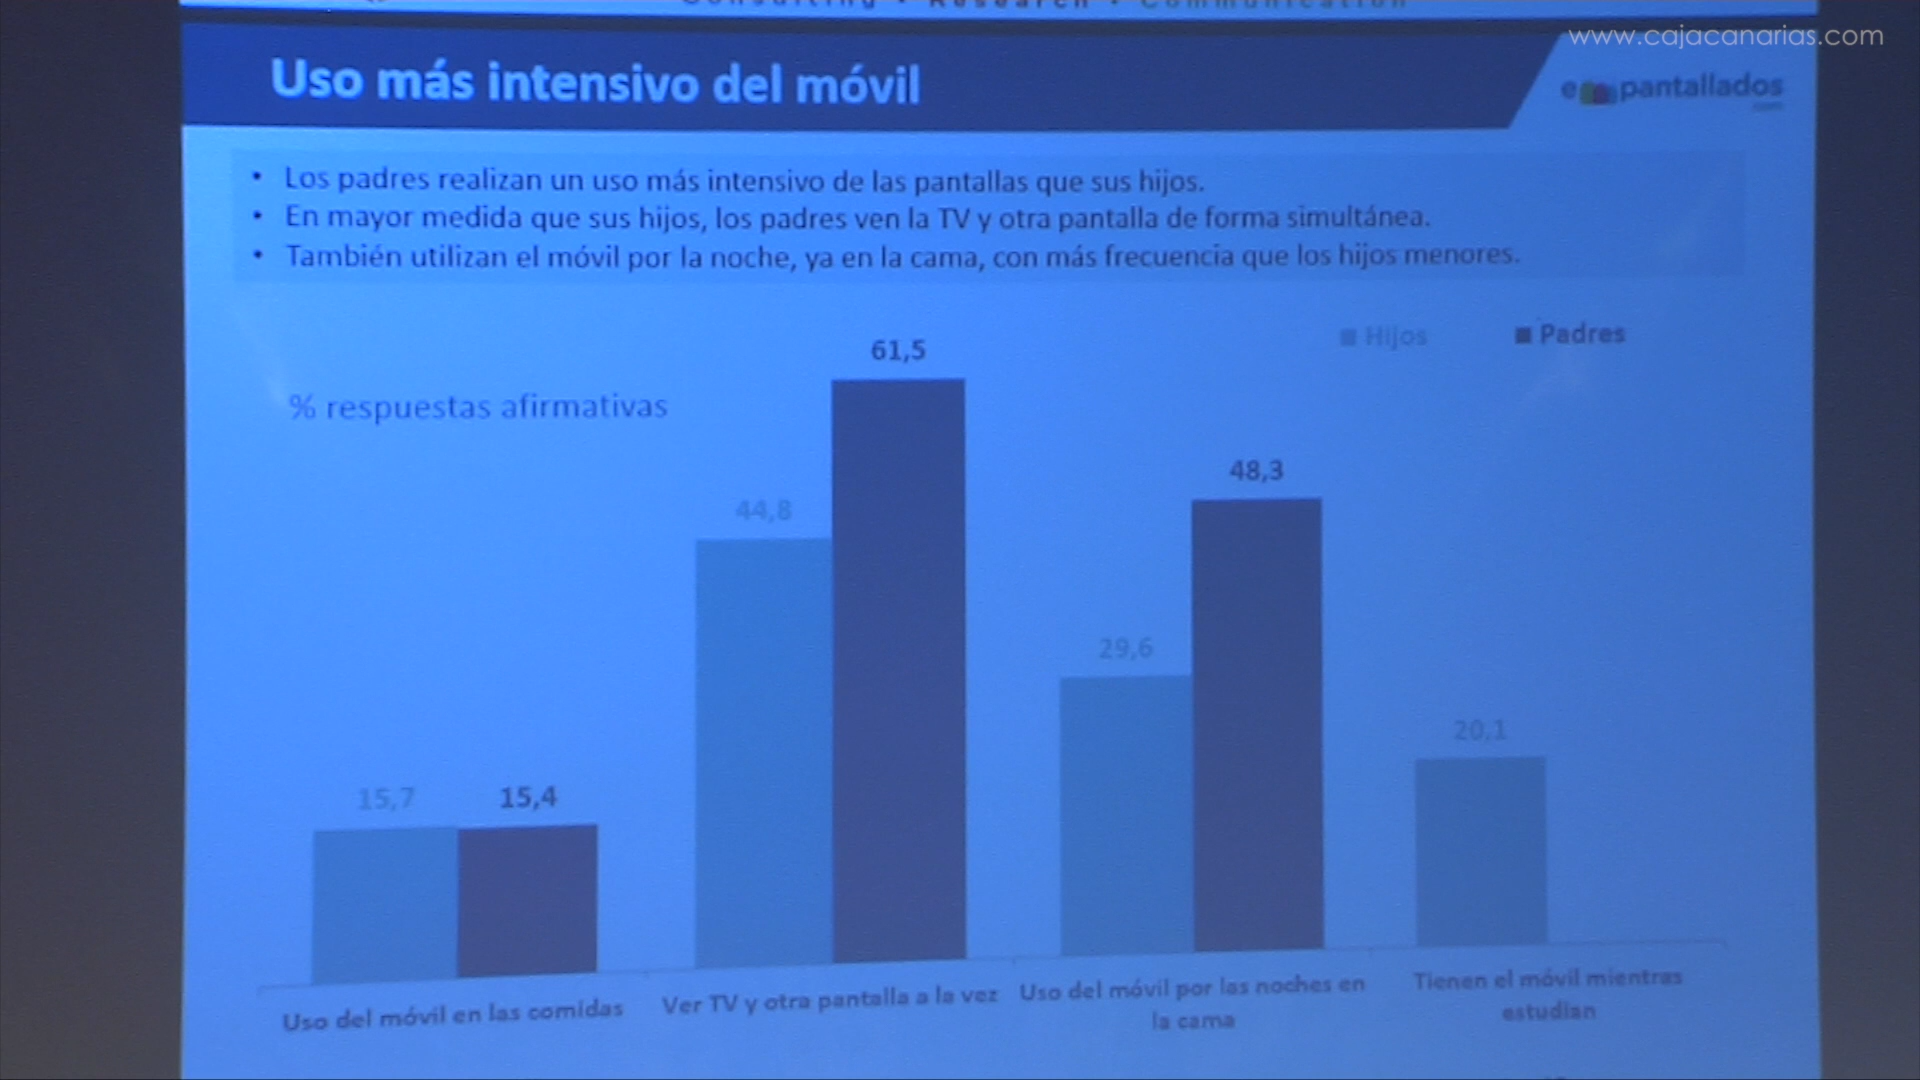 Consulting • Research • Communication
www.cajacanarias.com
Uso más intensivo del móvil
empantallados
.com
• Los padres realizan un uso más intensivo de las pantallas que sus hijos.
• En mayor medida que sus hijos, los padres ven la TV y otra pantalla de forma simultánea.
• También utilizan el móvil por la noche, ya en la cama, con más frecuencia que los hijos menores.
Hijos Padres
% respuestas afirmativas
61,5
48,3
44,8
29,6
20,1
15,7 15,4
Uso del móvil en las comidas
Ver TV y otra pantalla a la vez
Uso del móvil por las noches en
la cama
Tienen el móvil mientras
estudian